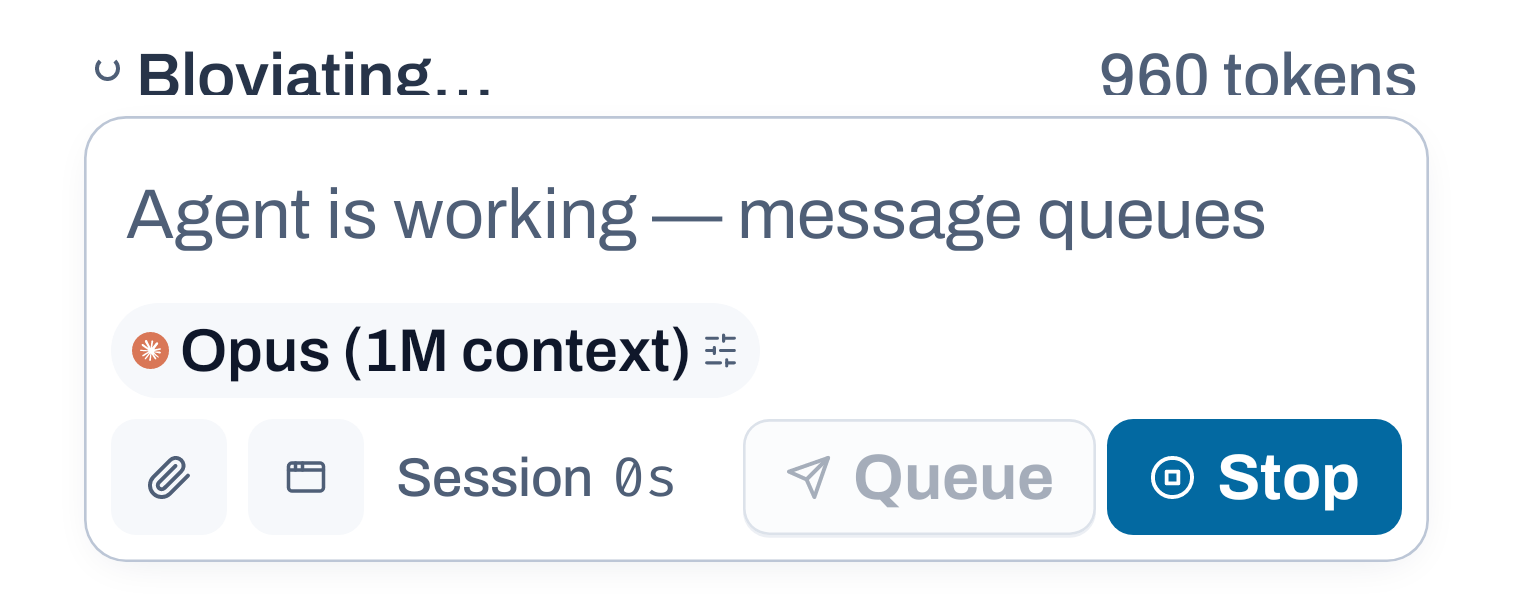 Bloviating... 960 tokens
Agent is working — message queues
Opus (1M context)
Session 0s Queue Stop